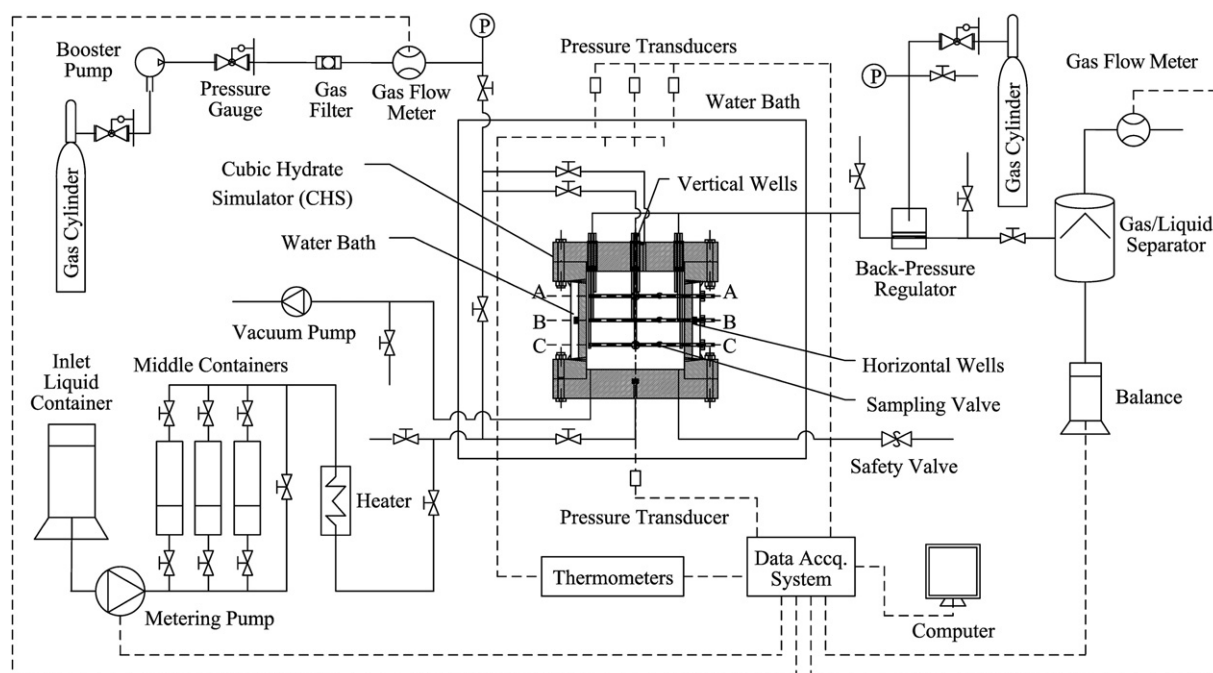 Booster
Pump
Pressure
Gauge
Gas
Filter
Gas Flow
Meter
P
Gas Cylinder
Pressure Transducers
Water Bath
P
Gas Cylinder
Gas Flow Meter
Cubic Hydrate
Simulator (CHS)
Vertical Wells
Water Bath
Gas/Liquid
Separator
Back-Pressure
Regulator
A A
B B
C C
Vacuum Pump
Horizontal Wells
Inlet
Liquid
Container
Middle Containers
Sampling Valve
Balance
Safety Valve
Heater
Pressure Transducer
Thermometers
Data Accq.
System
Metering Pump
Computer